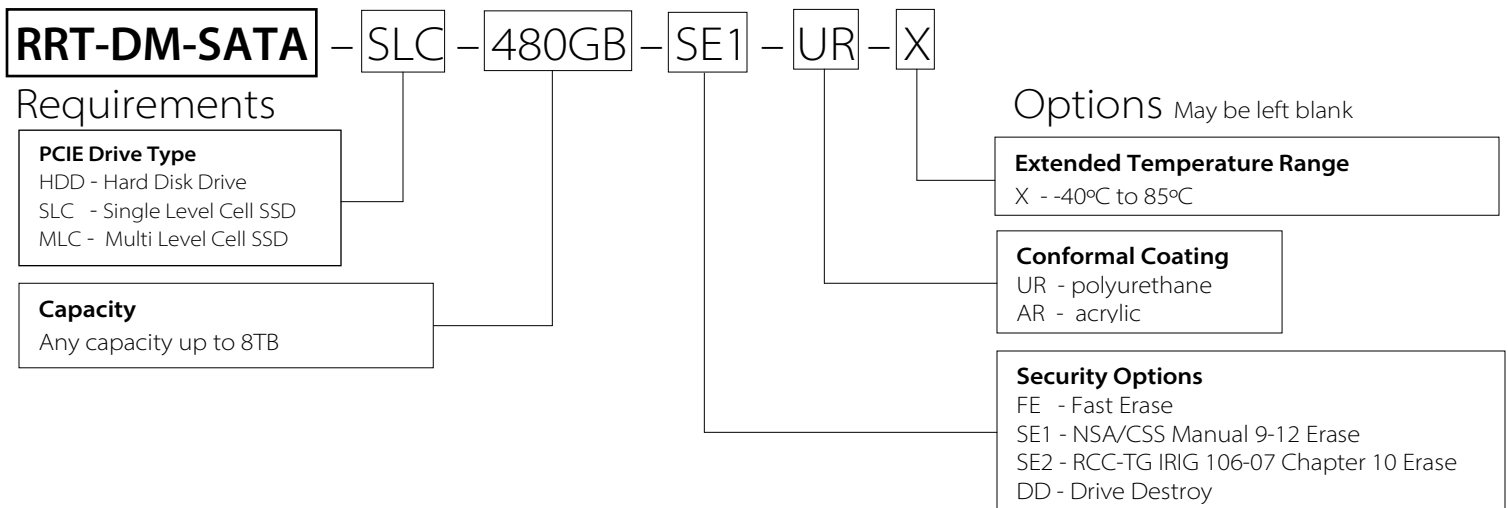 RRT-DM-SATA – SLC – 480GB – SE1 – UR – X
Requirements
PCIE Drive Type
HDD - Hard Disk Drive
SLC - Single Level Cell SSD
MLC - Multi Level Cell SSD
Capacity
Any capacity up to 8TB
Options May be left blank
Extended Temperature Range
X - -40ºC to 85ºC
Conformal Coating
UR - polyurethane
AR - acrylic
Security Options
FE - Fast Erase
SE1 - NSA/CSS Manual 9-12 Erase
SE2 - RCC-TG IRIG 106-07 Chapter 10 Erase
DD - Drive Destroy